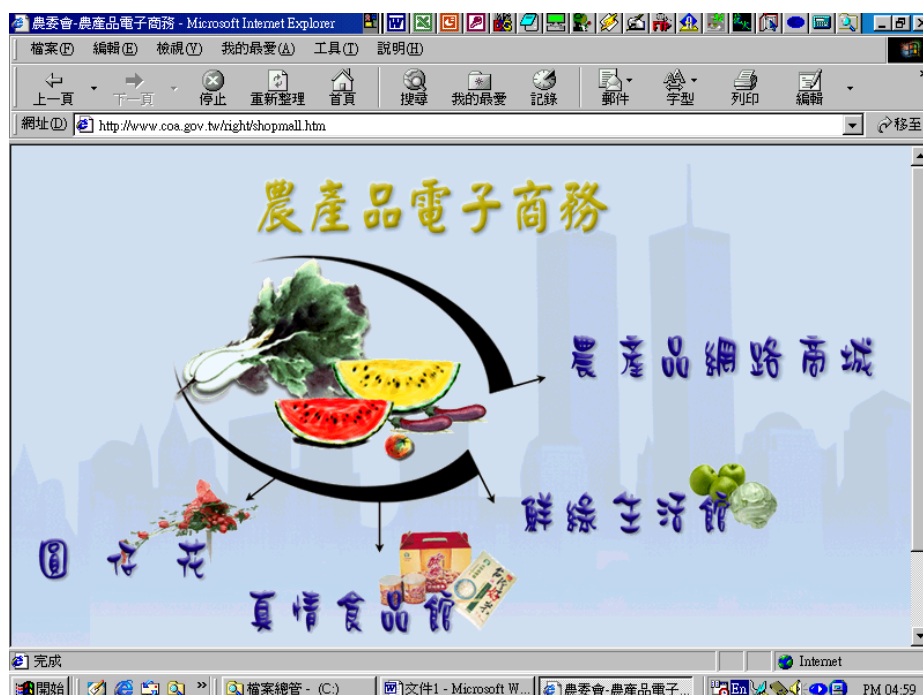 農委會-農產品電子商務 - Microsoft Internet Explorer
檔案(F) 編輯(E) 檢視(V) 我的最愛(A) 工具(T) 說明(H)
上一頁 下一頁 停止 重新整理 首頁 搜尋 我的最愛 記錄 郵件 字型 列印 編輯
網址(D) http://www.coa.gov.tw/right/shopmall.htm 移至
農產品電子商務
農產品網路商城
鮮綠生活館
圓仔花
真情食品館
完成 Internet
開始 檔案總管 - (C:) 文件1 - Microsoft W... 農委會-農產品電子... En PM 04:59